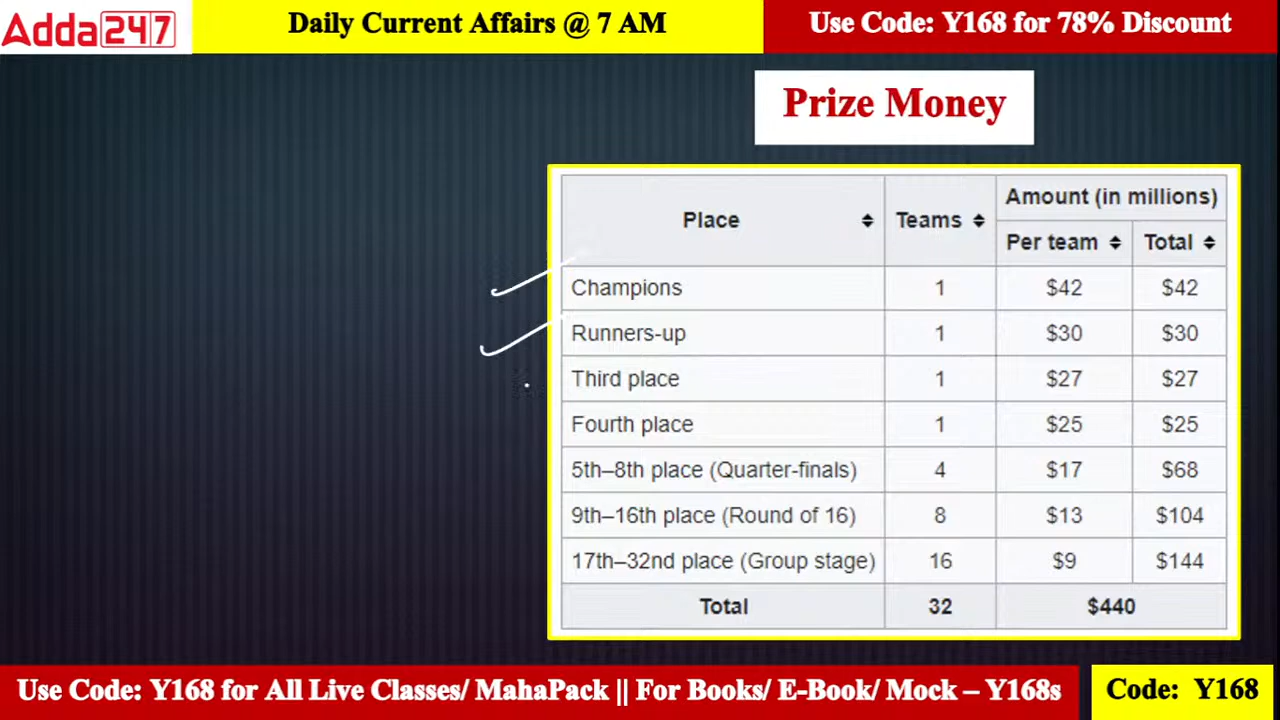 Adda247 Daily Current Affairs @ 7 AM Use Code: Y168 for 78% Discount
Prize Money
Place Teams Amount (in millions)
Per team Total
Champions 1 $42 $42
Runners-up 1 $30 $30
Third place 1 $27 $27
Fourth place 1 $25 $25
5th–8th place (Quarter-finals) 4 $17 $68
9th–16th place (Round of 16) 8 $13 $104
17th–32nd place (Group stage) 16 $9 $144
Total 32 $440
Use Code: Y168 for All Live Classes/ MahaPack || For Books/ E-Book/ Mock – Y168s Code: Y168